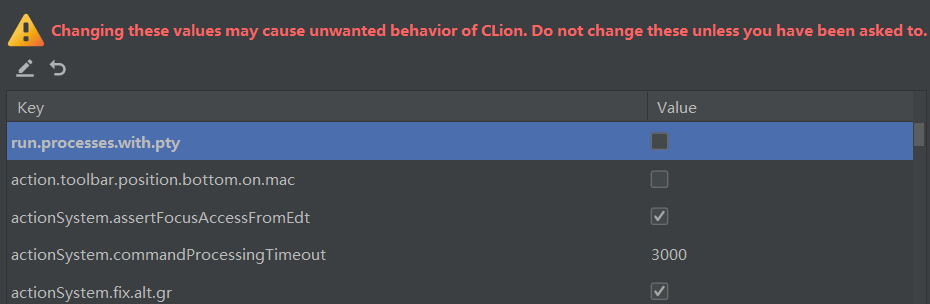 Changing these values may cause unwanted behavior of CLion. Do not change these unless you have been asked to.
Key Value
run.processes.with.pty
action.toolbar.position.bottom.on.mac
actionSystem.assertFocusAccessFromEdt
actionSystem.commandProcessingTimeout 3000
actionSystem.fix.alt.gr